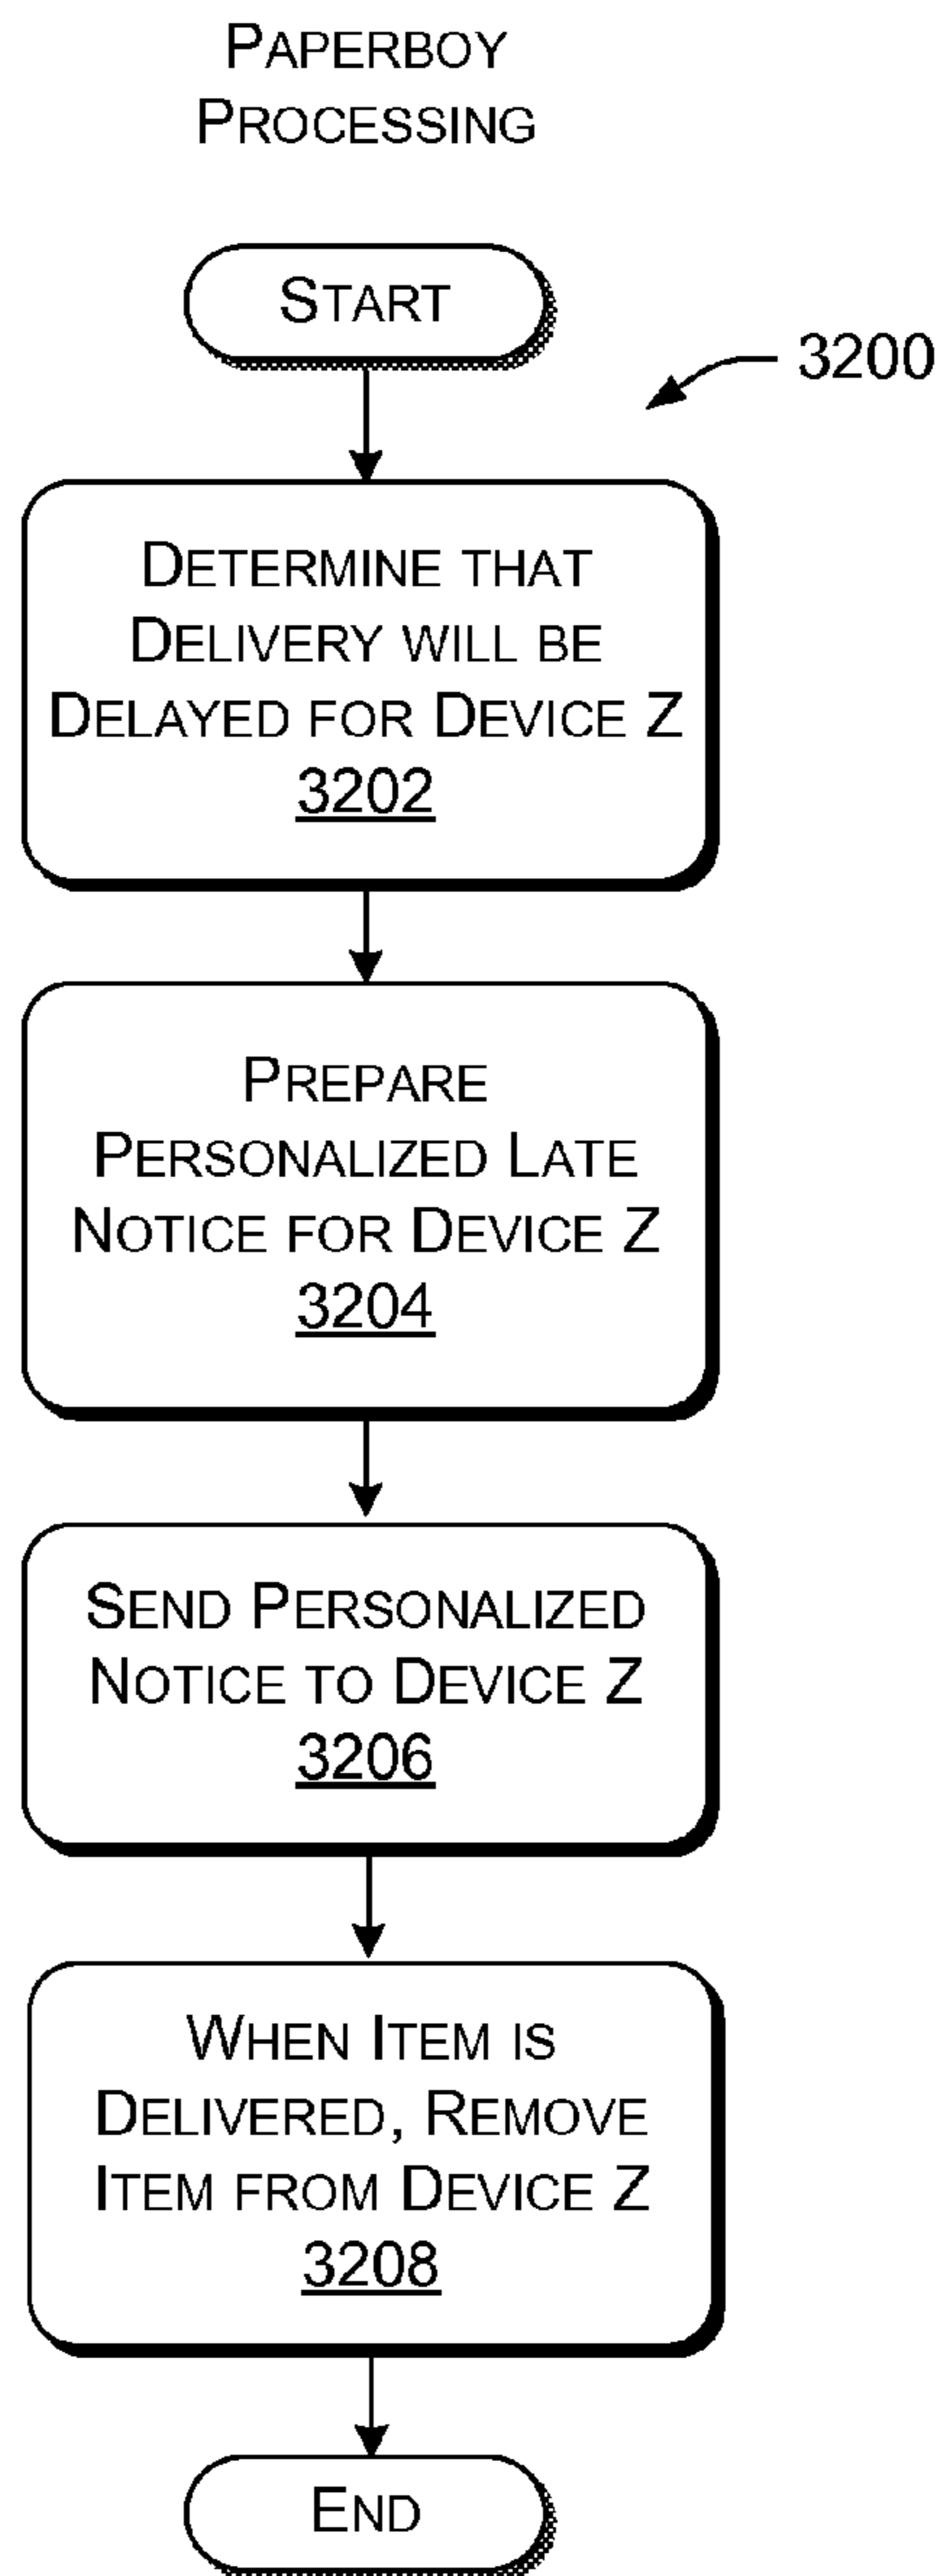 PAPERBOY
PROCESSING
START
3200
DETERMINE THAT
DELIVERY WILL BE
DELAYED FOR DEVICE Z
3202
PREPARE
PERSONALIZED LATE
NOTICE FOR DEVICE Z
3204
SEND PERSONALIZED
NOTICE TO DEVICE Z
3206
WHEN ITEM IS
DELIVERED, REMOVE
ITEM FROM DEVICE Z
3208
END